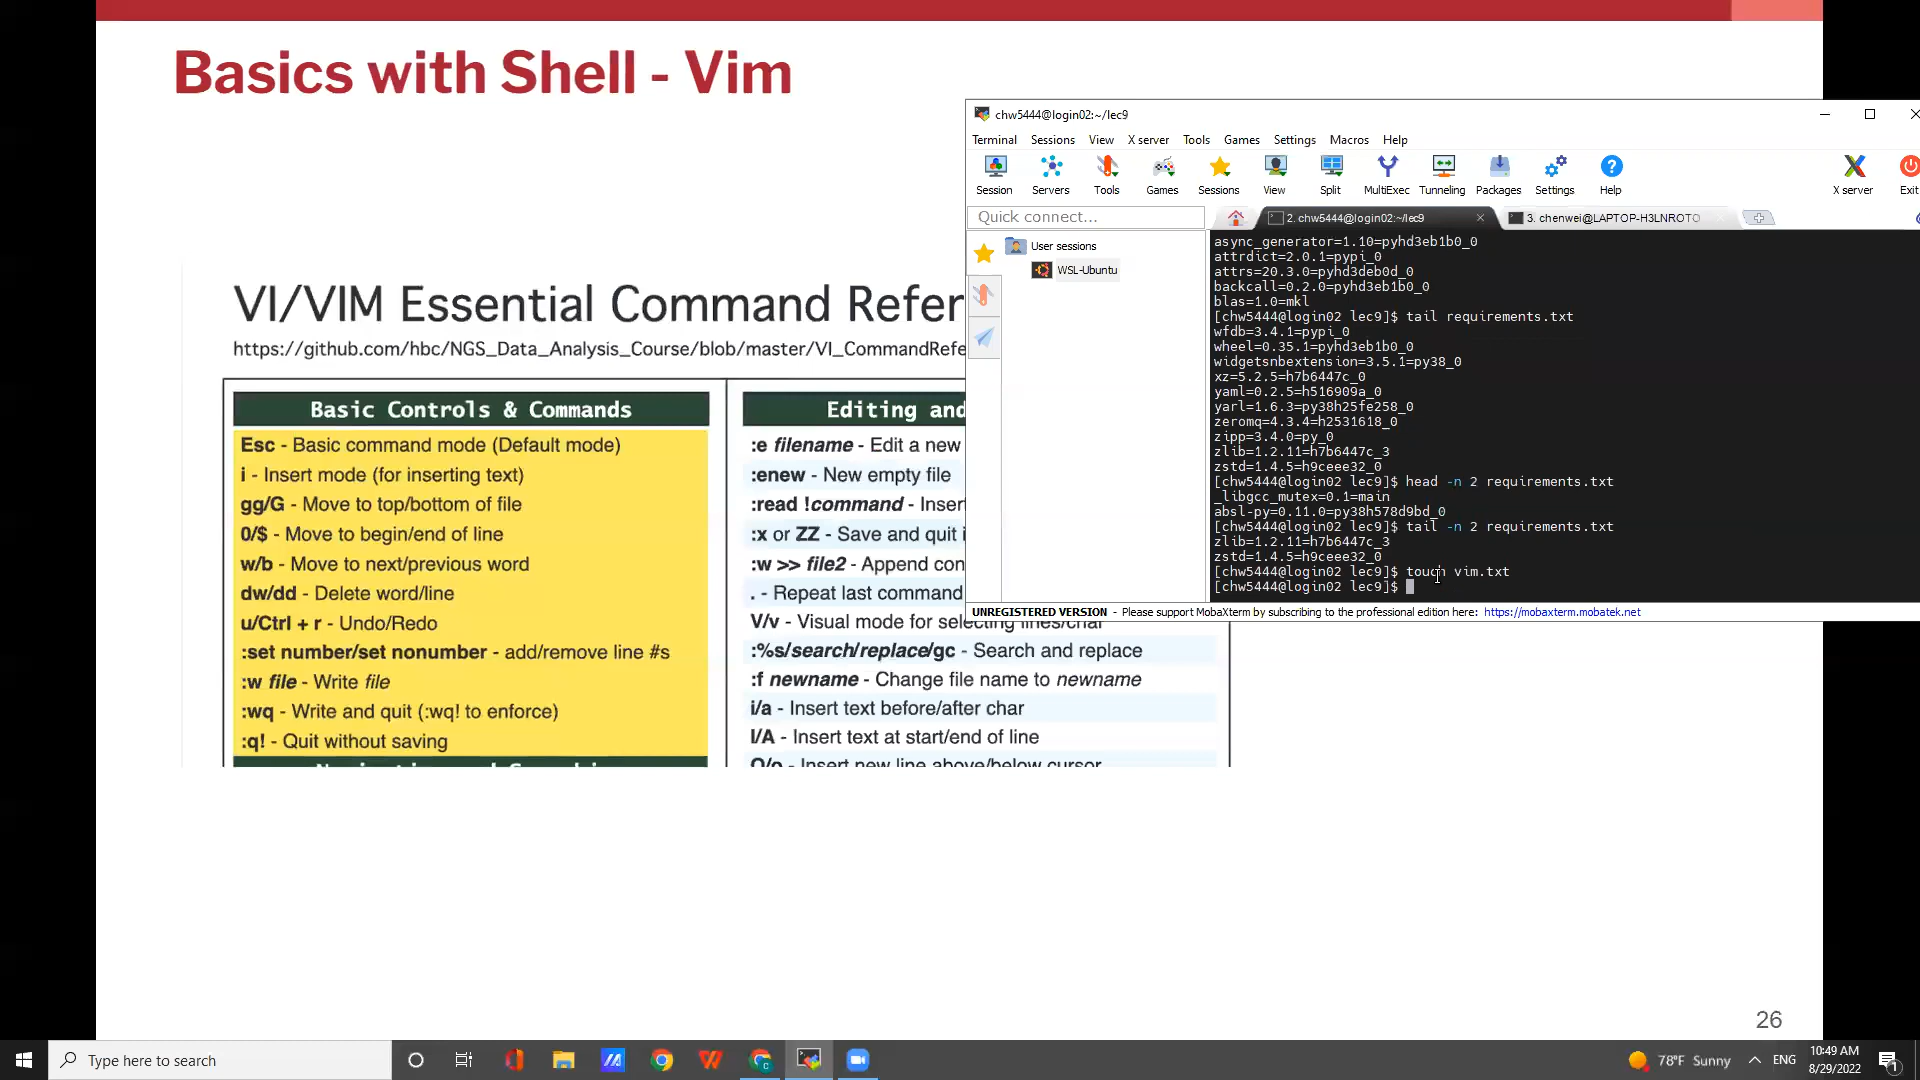 Basics with Shell - Vim
VI/VIM Essential Command Refer
https://github.com/hbc/NGS_Data_Analysis_Course/blob/master/VI_CommandRefe
Basic Controls & Commands
Esc - Basic command mode (Default mode)
i - Insert mode (for inserting text)
gg/G - Move to top/bottom of file
0/$ - Move to begin/end of line
w/b - Move to next/previous word
dw/dd - Delete word/line
u/Ctrl + r - Undo/Redo
:set number/set nonumber - add/remove line #s
:w file - Write file
:wq - Write and quit (:wq! to enforce)
:q! - Quit without saving
Editing and
:e filename - Edit a new
:enew - New empty file
:read !command - Insert
:x or ZZ - Save and quit i
:w >> file2 - Append con
. - Repeat last command
V/v - Visual mode for selecting lines/char
:%s/search/replace/gc - Search and replace
:f newname - Change file name to newname
i/a - Insert text before/after char
I/A - Insert text at start/end of line
O/o - Insert new line above/below cursor
chw5444@login02:~/lec9
Terminal Sessions View X server Tools Games Settings Macros Help
Session Servers Tools Games Sessions View Split MultiExec Tunneling Packages Settings Help X server Exit
Quick connect...
2. chw5444@login02:~/lec9
3. chenwei@LAPTOP-H3LNROTO
User sessions
WSL-Ubuntu
async_generator=1.10=pyhd3eb1b0_0
attrdict=2.0.1=pypi_0
attrs=20.3.0=pyhd3deb0d_0
backcall=0.2.0=pyhd3eb1b0_0
blas=1.0=mkl
[chw5444@login02 lec9]$ tail requirements.txt
wfdb=3.4.1=pypi_0
wheel=0.35.1=pyhd3eb1b0_0
widgetsnbextension=3.5.1=py38_0
xz=5.2.5=h7b6447c_0
yaml=0.2.5=h516909a_0
yarl=1.6.3=py38h25fe258_0
zeromq=4.3.4=h2531618_0
zipp=3.4.0=py_0
zlib=1.2.11=h7b6447c_3
zstd=1.4.5=h9ceee32_0
[chw5444@login02 lec9]$ head -n 2 requirements.txt
_libgcc_mutex=0.1=main
absl-py=0.11.0=py38h578d9bd_0
[chw5444@login02 lec9]$ tail -n 2 requirements.txt
zlib=1.2.11=h7b6447c_3
zstd=1.4.5=h9ceee32_0
[chw5444@login02 lec9]$ touch vim.txt
[chw5444@login02 lec9]$
UNREGISTERED VERSION - Please support MobaXterm by subscribing to the professional edition here: https://mobaxterm.mobatek.net
26
Type here to search
78°F Sunny
ENG
10:49 AM
8/29/2022